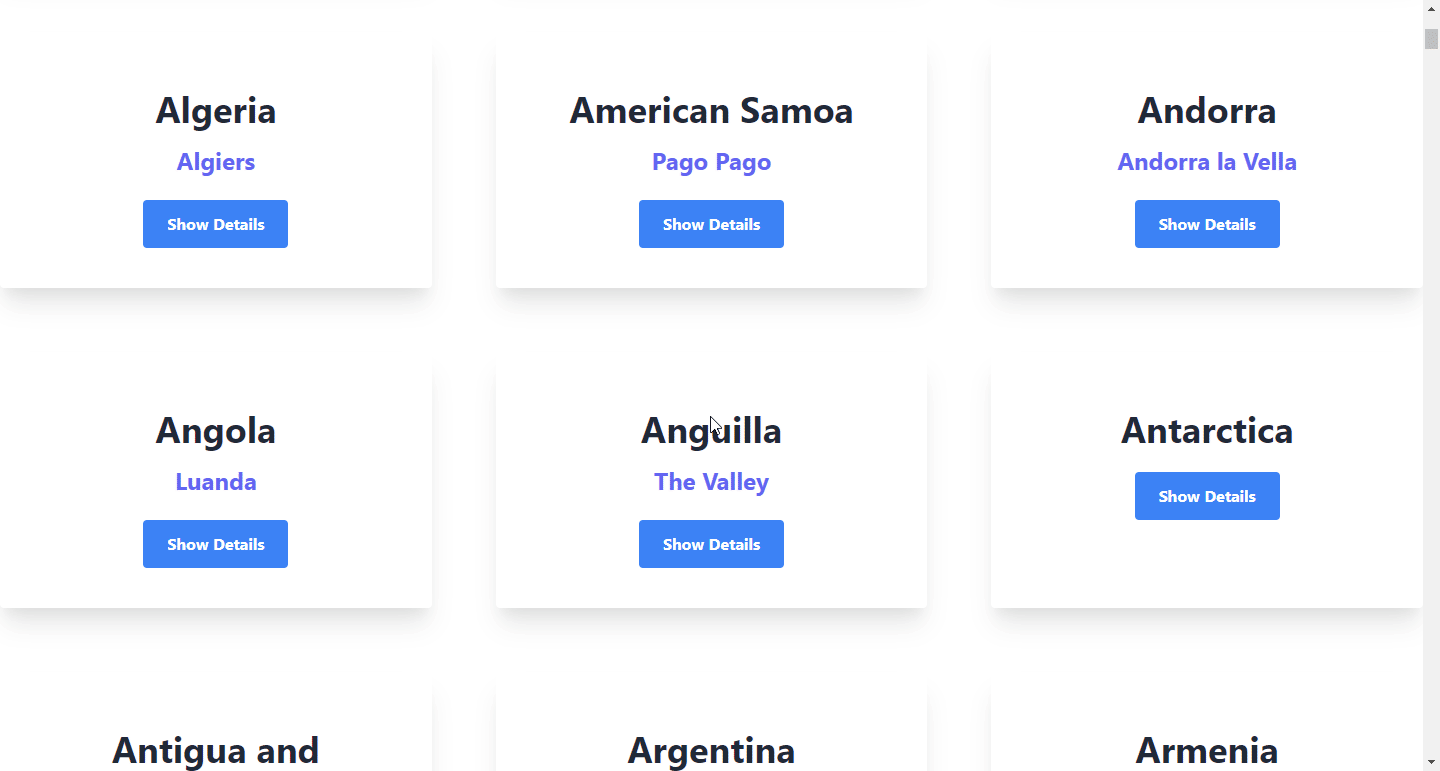 Algeria
American Samoa
Andorra
Algiers
Pago Pago
Andorra la Vella
Show Details
Show Details
Show Details
Angola
Anguilla
Antarctica
Luanda
The Valley
Show Details
Show Details
Show Details
Antigua and
Argentina
Armenia